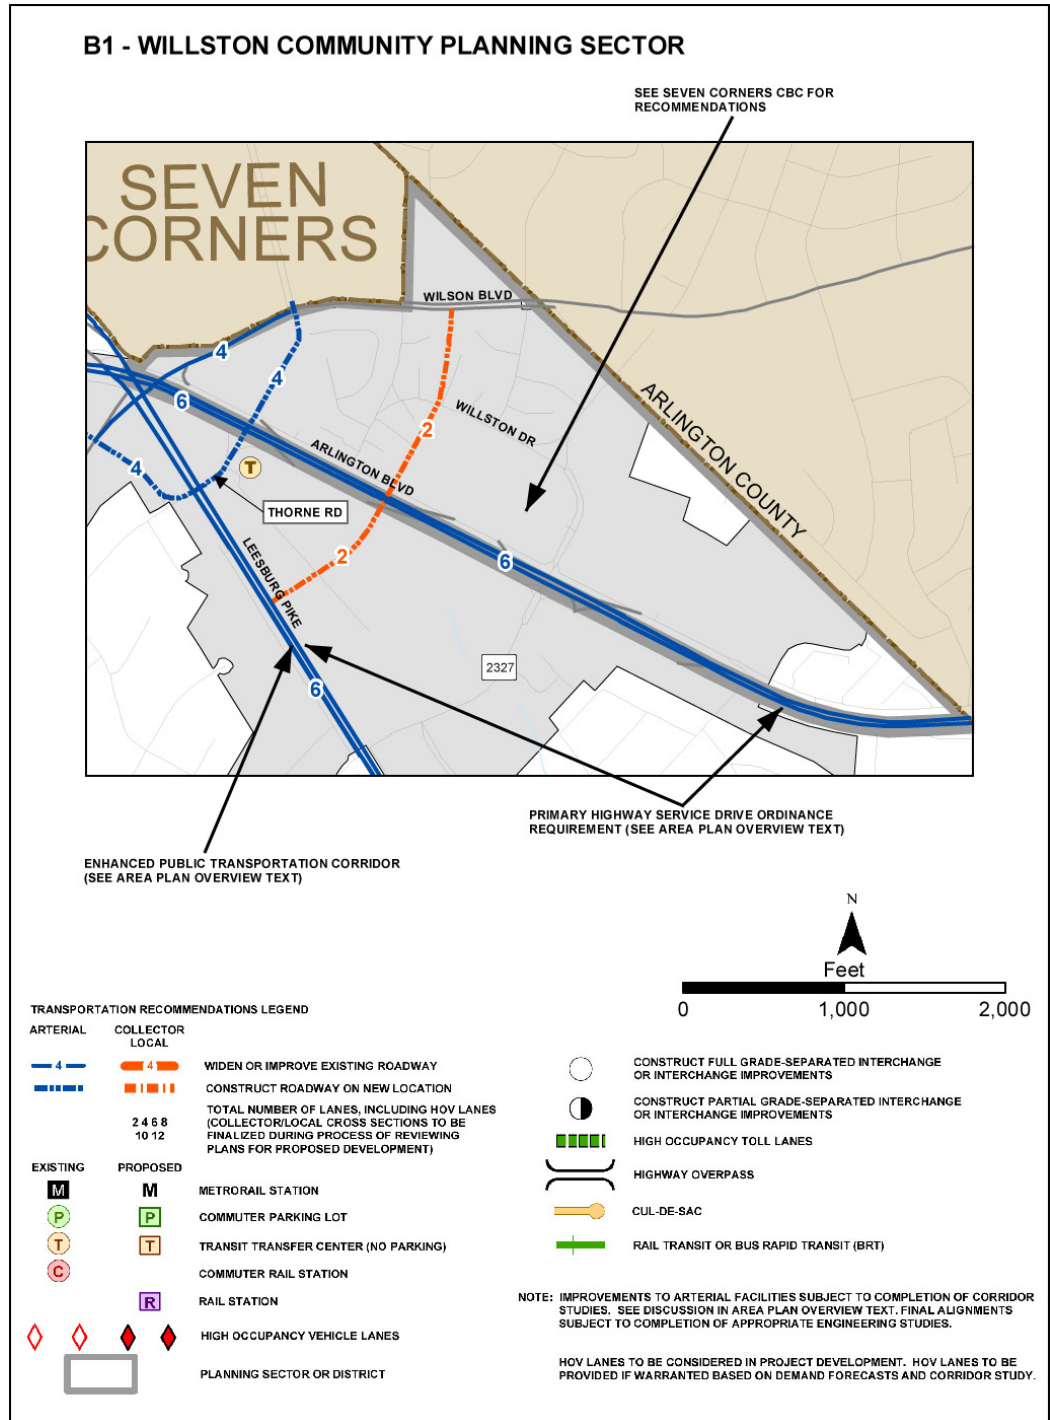 B1 - WILLSTON COMMUNITY PLANNING SECTOR
SEE SEVEN CORNERS CBC FOR
RECOMMENDATIONS
SEVEN
CORNERS
WILSON BLVD
4
4
6
2
WILLSTON DR
ARLINGTON COUNTY
ARLINGTON BLVD
4
T
THORNE RD
LEESBURG PIKE
2
6
2327
6
PRIMARY HIGHWAY SERVICE DRIVE ORDINANCE
REQUIREMENT (SEE AREA PLAN OVERVIEW TEXT)
ENHANCED PUBLIC TRANSPORTATION CORRIDOR
(SEE AREA PLAN OVERVIEW TEXT)
N
Feet
0 1,000 2,000
TRANSPORTATION RECOMMENDATIONS LEGEND
ARTERIAL COLLECTOR
LOCAL
4 4 WIDEN OR IMPROVE EXISTING ROADWAY
CONSTRUCT ROADWAY ON NEW LOCATION
2 4 6 8
10 12
TOTAL NUMBER OF LANES, INCLUDING HOV LANES
(COLLECTOR/LOCAL CROSS SECTIONS TO BE
FINALIZED DURING PROCESS OF REVIEWING
PLANS FOR PROPOSED DEVELOPMENT)
EXISTING PROPOSED
M M METRORAIL STATION
P P COMMUTER PARKING LOT
T T TRANSIT TRANSFER CENTER (NO PARKING)
C COMMUTER RAIL STATION
R RAIL STATION
HIGH OCCUPANCY VEHICLE LANES
PLANNING SECTOR OR DISTRICT
CONSTRUCT FULL GRADE-SEPARATED INTERCHANGE
OR INTERCHANGE IMPROVEMENTS
CONSTRUCT PARTIAL GRADE-SEPARATED INTERCHANGE
OR INTERCHANGE IMPROVEMENTS
HIGH OCCUPANCY TOLL LANES
HIGHWAY OVERPASS
CUL-DE-SAC
RAIL TRANSIT OR BUS RAPID TRANSIT (BRT)
NOTE: IMPROVEMENTS TO ARTERIAL FACILITIES SUBJECT TO COMPLETION OF CORRIDOR
STUDIES. SEE DISCUSSION IN AREA PLAN OVERVIEW TEXT. FINAL ALIGNMENTS
SUBJECT TO COMPLETION OF APPROPRIATE ENGINEERING STUDIES.
HOV LANES TO BE CONSIDERED IN PROJECT DEVELOPMENT. HOV LANES TO BE
PROVIDED IF WARRANTED BASED ON DEMAND FORECASTS AND CORRIDOR STUDY.